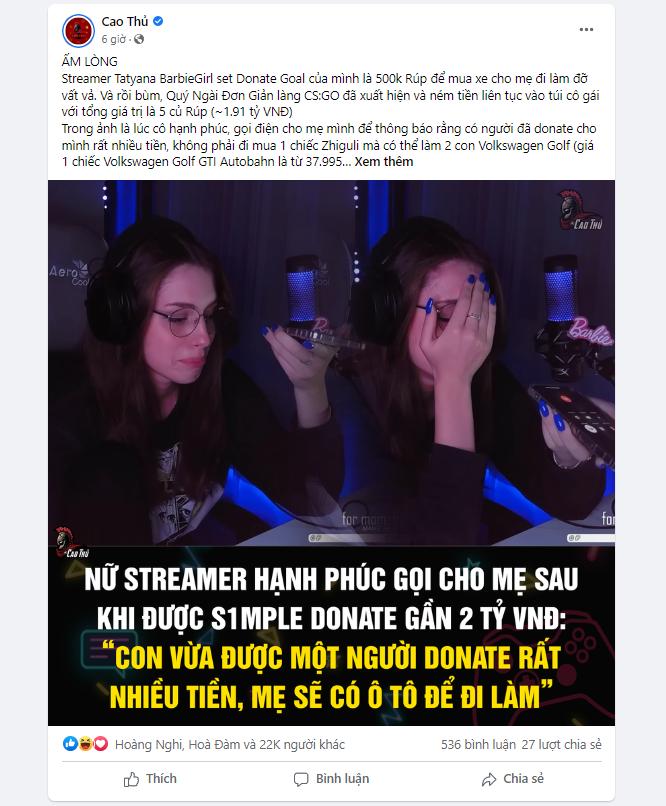 Cao Thủ
6 giờ ·
ẤM LÒNG
Streamer Tatyana BarbieGirl set Donate Goal của mình là 500k Rúp để mua xe cho mẹ đi làm đỡ
vất vả. Và rồi bùm, Quý Ngài Đơn Giản làng CS:GO đã xuất hiện và ném tiền liên tục vào túi cô gái
với tổng giá trị là 5 củ Rúp (~1.91 tỷ VNĐ)
Trong ảnh là lúc cô hạnh phúc, gọi điện cho mẹ mình để thông báo rằng có người đã donate cho
mình rất nhiều tiền, không phải đi mua 1 chiếc Zhiguli mà có thể làm 2 con Volkswagen Golf (giá
1 chiếc Volkswagen Golf GTI Autobahn là từ 37.995... Xem thêm
CAO THỦ
Aero
Cool
Barbie
for mom
fo
CAO THỦ
NỮ STREAMER HẠNH PHÚC GỌI CHO MẸ SAU
KHI ĐƯỢC S1MPLE DONATE GẦN 2 TỶ VNĐ:
“CON VỪA ĐƯỢC MỘT NGƯỜI DONATE RẤT
NHIỀU TIỀN, MẸ SẼ CÓ Ô TÔ ĐỂ ĐI LÀM”
Hoàng Nghi, Hoà Đàm và 22K người khác
536 bình luận 27 lượt chia sẻ
Thích
Bình luận
Chia sẻ